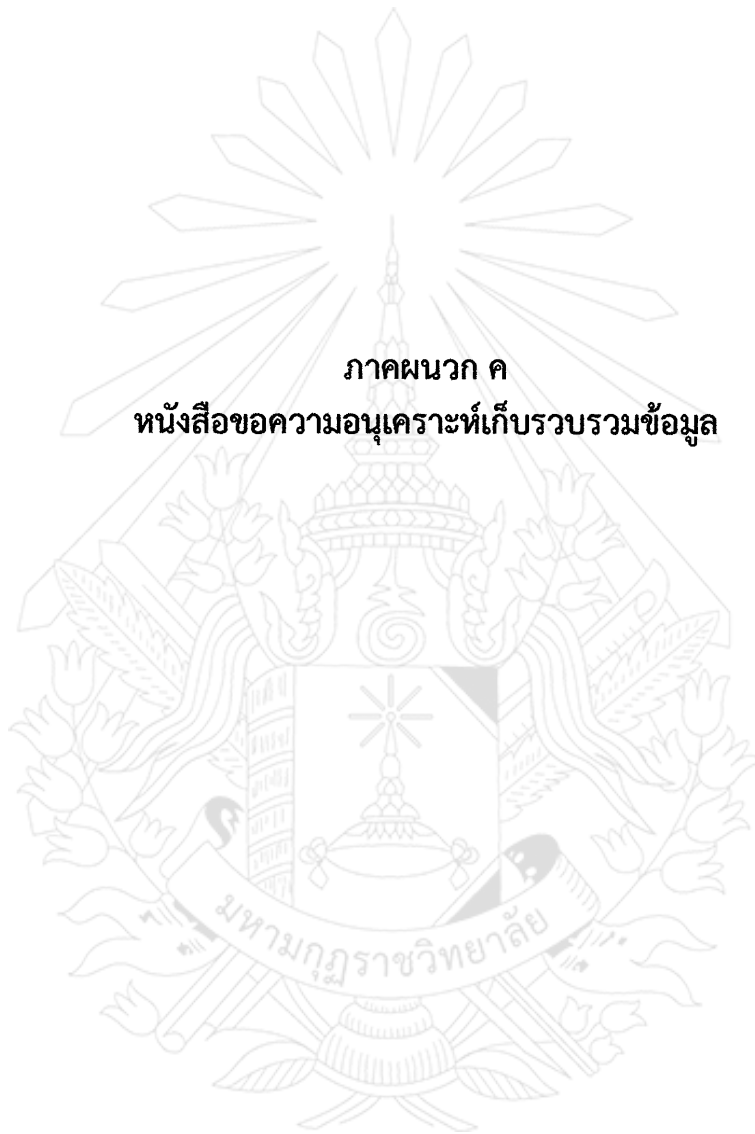 ภาคผนวก ค
หนังสือขอความอนุเคราะห์เก็บรวบรวมข้อมูล
มหามกุฏราชวิทยาลัย